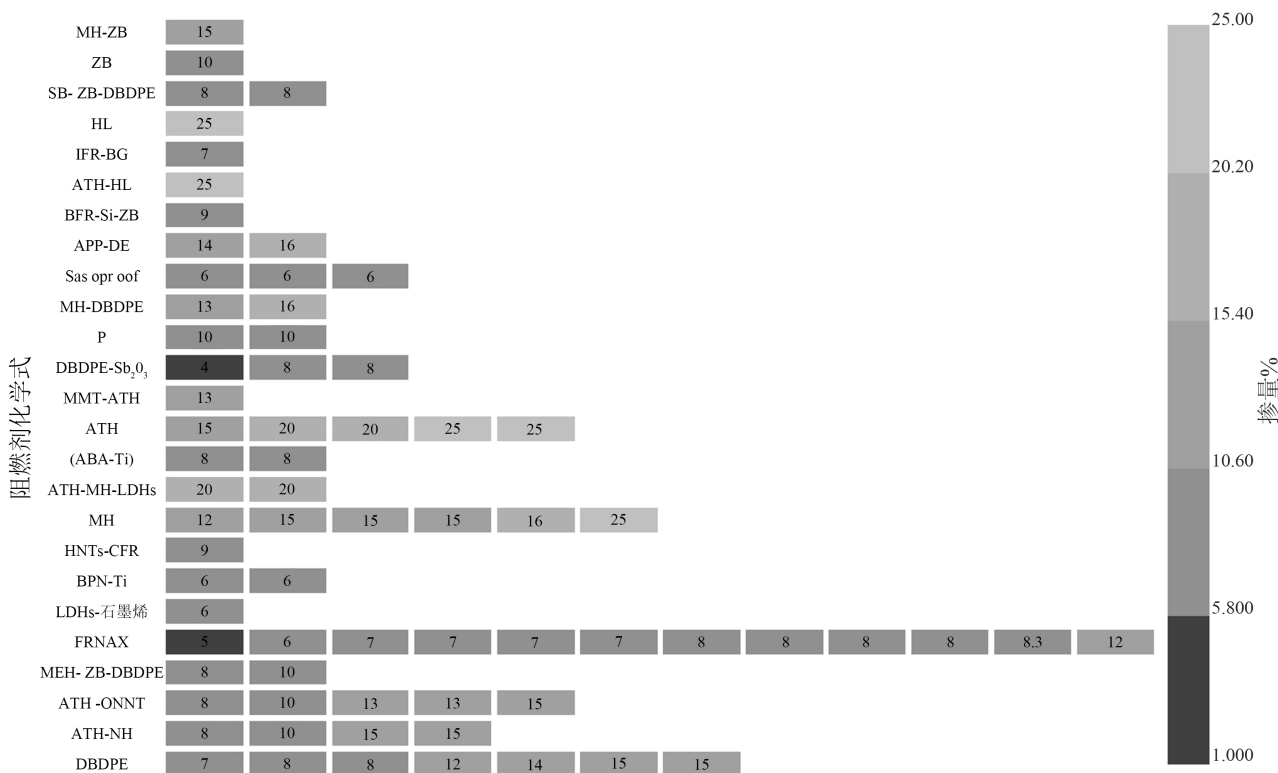 MH-ZB 15
ZB 10
SB- ZB-DBDPE 8 8
HL 25
IFR-BG 7
ATH-HL 25
BFR-Si-ZB 9
APP-DE 14 16
Sas opr oof 6 6 6
MH-DBDPE 13 16
P 10 10
DBDPE-Sb₂0₃ 4 8 8
MMT-ATH 13
ATH 15 20 20 25 25
(ABA-Ti) 8 8
ATH-MH-LDHs 20 20
MH 12 15 15 15 16 25
HNTs-CFR 9
BPN-Ti 6 6
LDHs-石墨烯 6
FRNAX 5 6 7 7 7 7 8 8 8 8 8.3 12
MEH- ZB-DBDPE 8 10
ATH -ONNT 8 10 13 13 15
ATH-NH 8 10 15 15
DBDPE 7 8 8 12 14 15 15
阻燃剂化学式
25.00
20.20
15.40
10.60
5.800
1.000
掺量%